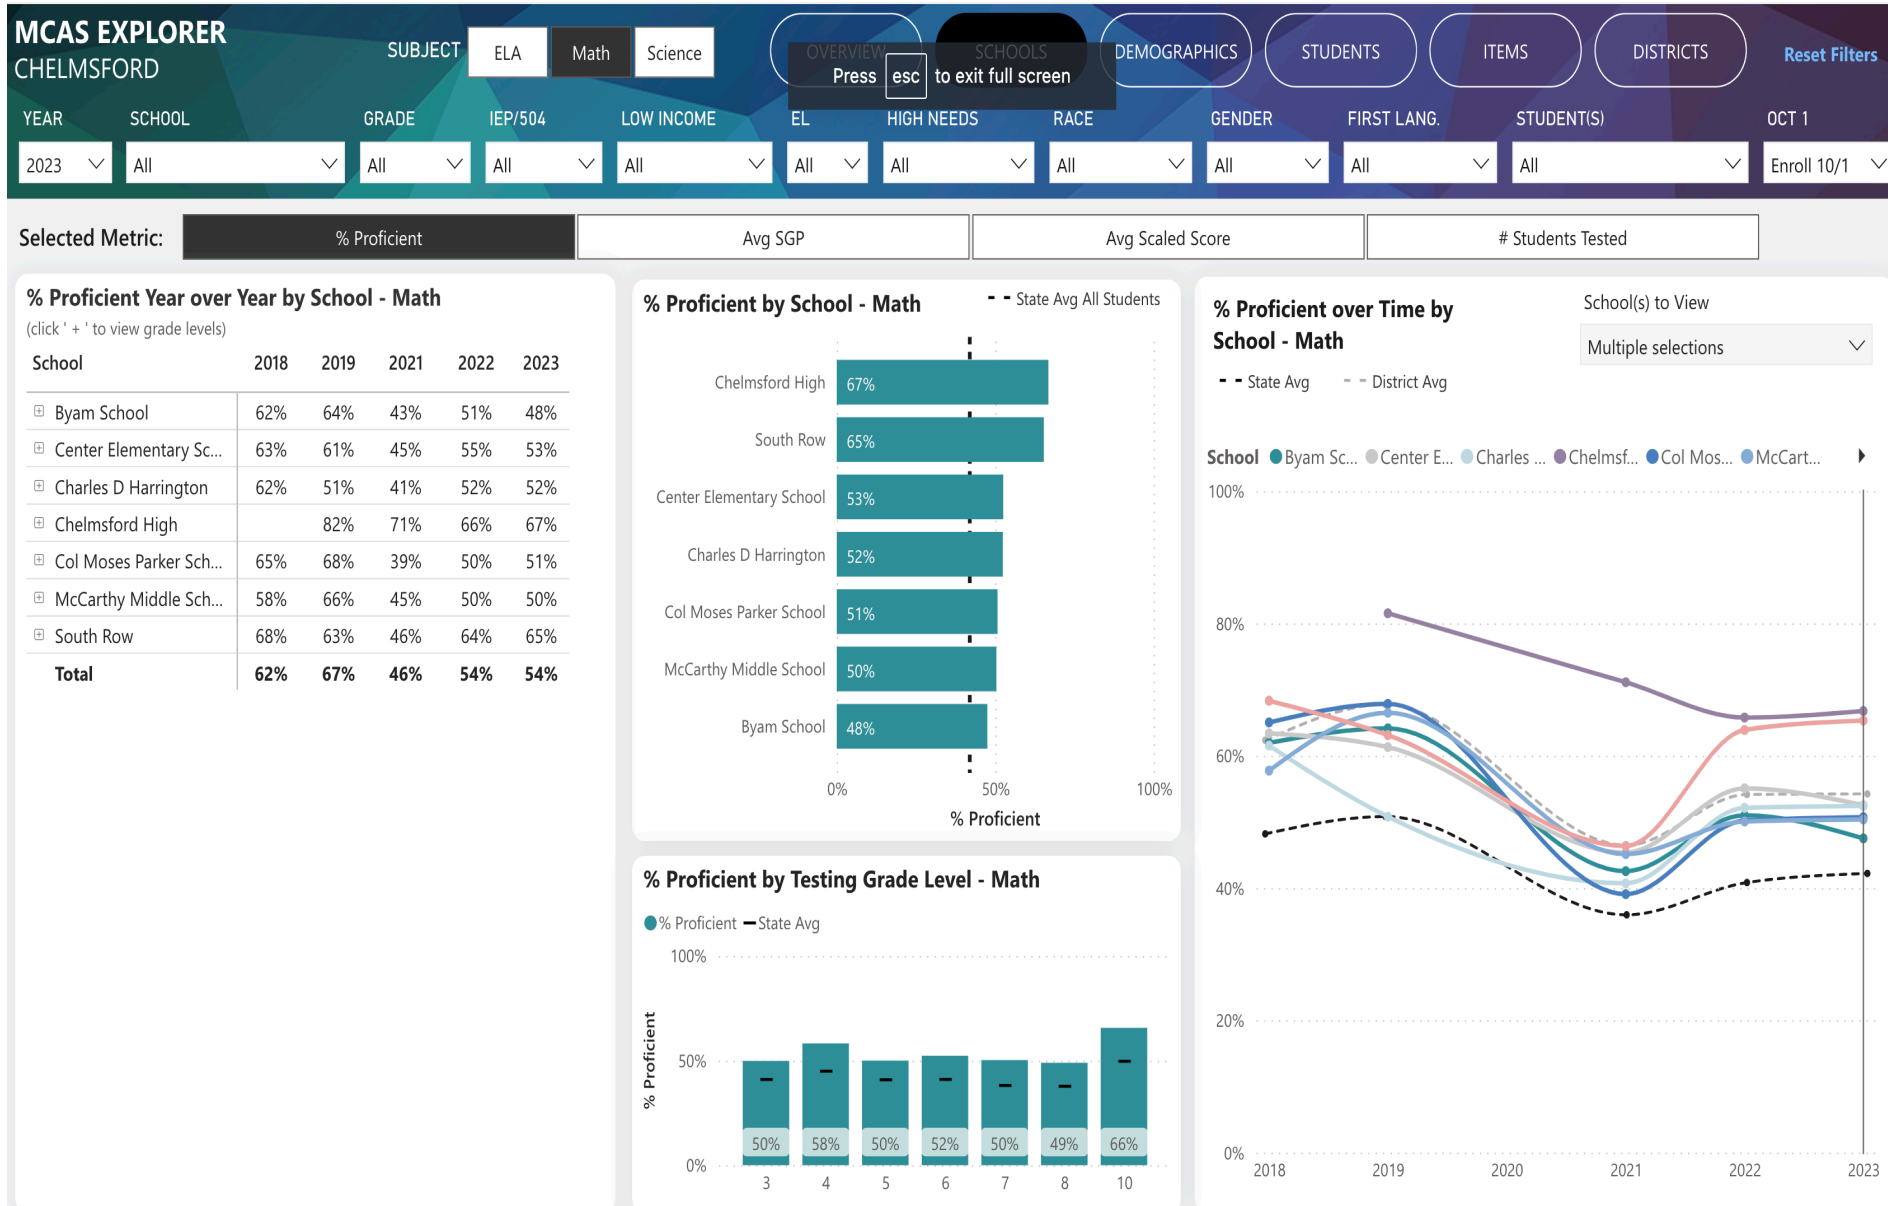 MCAS EXPLORER
CHELMSFORD
SUBJECT
ELA
Math
Science
OVERVIEW
SCHOOLS
DEMOGRAPHICS
STUDENTS
ITEMS
DISTRICTS
Reset Filters
Press esc to exit full screen
YEAR SCHOOL GRADE IEP/504 LOW INCOME EL HIGH NEEDS RACE GENDER FIRST LANG. STUDENT(S) OCT 1
2023 All All All All All All All All All All Enroll 10/1
Selected Metric:
% Proficient
Avg SGP
Avg Scaled Score
# Students Tested
% Proficient Year over Year by School - Math
(click ' + ' to view grade levels)
School 2018 2019 2021 2022 2023
Byam School 62% 64% 43% 51% 48%
Center Elementary Sc... 63% 61% 45% 55% 53%
Charles D Harrington 62% 51% 41% 52% 52%
Chelmsford High 82% 71% 66% 67%
Col Moses Parker Sch... 65% 68% 39% 50% 51%
McCarthy Middle Sch... 58% 66% 45% 50% 50%
South Row 68% 63% 46% 64% 65%
Total 62% 67% 46% 54% 54%
% Proficient by School - Math
State Avg All Students
Chelmsford High 67%
South Row 65%
Center Elementary School 53%
Charles D Harrington 52%
Col Moses Parker School 51%
McCarthy Middle School 50%
Byam School 48%
0% 50% 100%
% Proficient
% Proficient by Testing Grade Level - Math
% Proficient State Avg
% Proficient
100%
50%
0%
50% 58% 50% 52% 50% 49% 66%
3 4 5 6 7 8 10
% Proficient over Time by
School - Math
School(s) to View
Multiple selections
State Avg District Avg
School Byam Sc... Center E... Charles ... Chelmsf... Col Mos... McCart...
100%
80%
60%
40%
20%
0%
2018 2019 2020 2021 2022 2023